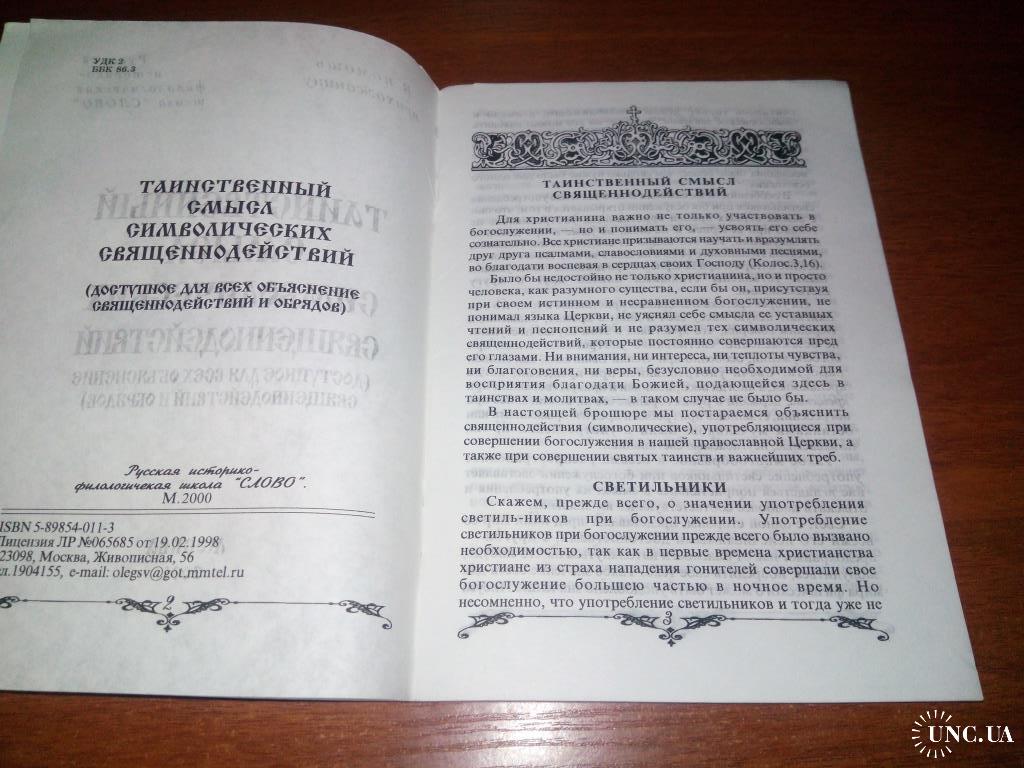 УДК 2
ББК 86.3
ТАИНСТВЕННЫЙ
СМЫСЛ
СИМВОЛИЧЕСКИХ
СВЯЩЕННОДЕЙСТВИЙ
(ДОСТУПНОЕ ДЛЯ ВСЕХ ОБЪЯСНЕНИЕ
СВЯЩЕННОДЕЙСТВИЙ И ОБРЯДОВ)
Русская историко-
филологичекая школа "СЛОВО".
М.2000
ISBN 5-89854-011-3
Лицензия ЛР №065685 от 19.02.1998
23098, Москва, Живописная, 56
ел.1904155, e-mail: olegsv@got.mmtel.ru
2
ТАИНСТВЕННЫЙ СМЫСЛ
СВЯЩЕННОДЕЙСТВИЙ
Для христианина важно не только участвовать в
богослужении, — но и понимать его, — усвоять его себе
сознательно. Все христиане призываются научать и вразумлять
друг друга псалмами, славословиями и духовными песнями,
во благодати воспевая в сердцах своих Господу (Колос.3,16).
Было бы недостойно не только христианина, но и просто
человека, как разумного существа, если бы он, присутствуя
при своем истинном и несравненном богослужении, не
понимал языка Церкви, не уяснял себе смысла ее уставных
чтений и песнопений и не разумел тех символических
священнодействий, которые постоянно совершаются пред
его глазами. Ни внимания, ни интереса, ни теплоты чувства,
ни благоговения, ни веры, безусловно необходимой для
восприятия благодати Божией, подающейся здесь в
таинствах и молитвах, — в таком случае не было бы.
В настоящей брошюре мы постараемся объяснить
священнодействия (символические), употребляющиеся при
совершении богослужения в нашей православной Церкви, а
также при совершении святых таинств и важнейших треб.
СВЕТИЛЬНИКИ
Скажем, прежде всего, о значении употребления
светиль-ников при богослужении. Употребление
светильников при богослужении прежде всего было вызвано
необходимостью, так как в первые времена христианства
христиане из страха нападения гонителей совершали свое
богослужение большею частью в ночное время. Но
несомненно, что употребление светильников и тогда уже не
3
UNC.UA